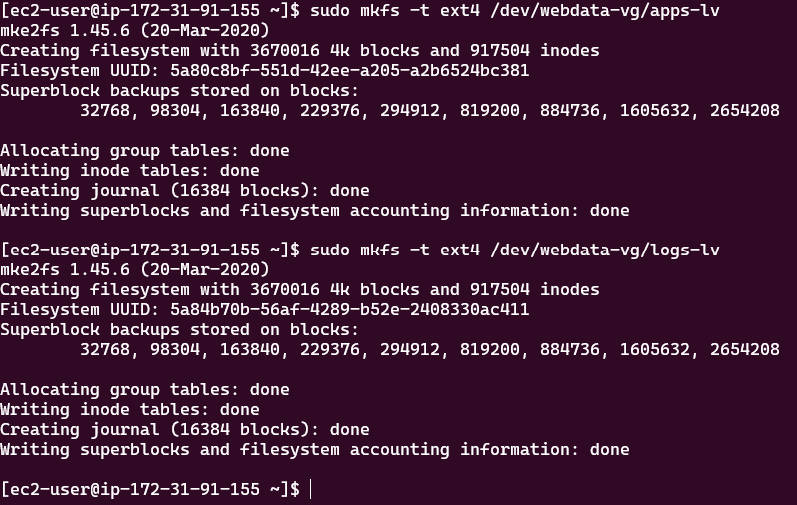 [ec2-user@ip-172-31-91-155 ~]$ sudo mkfs -t ext4 /dev/webdata-vg/apps-lv
mke2fs 1.45.6 (20-Mar-2020)
Creating filesystem with 3670016 4k blocks and 917504 inodes
Filesystem UUID: 5a80c8bf-551d-42ee-a205-a2b6524bc381
Superblock backups stored on blocks:
        32768, 98304, 163840, 229376, 294912, 819200, 884736, 1605632, 2654208

Allocating group tables: done
Writing inode tables: done
Creating journal (16384 blocks): done
Writing superblocks and filesystem accounting information: done

[ec2-user@ip-172-31-91-155 ~]$ sudo mkfs -t ext4 /dev/webdata-vg/logs-lv
mke2fs 1.45.6 (20-Mar-2020)
Creating filesystem with 3670016 4k blocks and 917504 inodes
Filesystem UUID: 5a84b70b-56af-4289-b52e-2408330ac411
Superblock backups stored on blocks:
        32768, 98304, 163840, 229376, 294912, 819200, 884736, 1605632, 2654208

Allocating group tables: done
Writing inode tables: done
Creating journal (16384 blocks): done
Writing superblocks and filesystem accounting information: done

[ec2-user@ip-172-31-91-155 ~]$